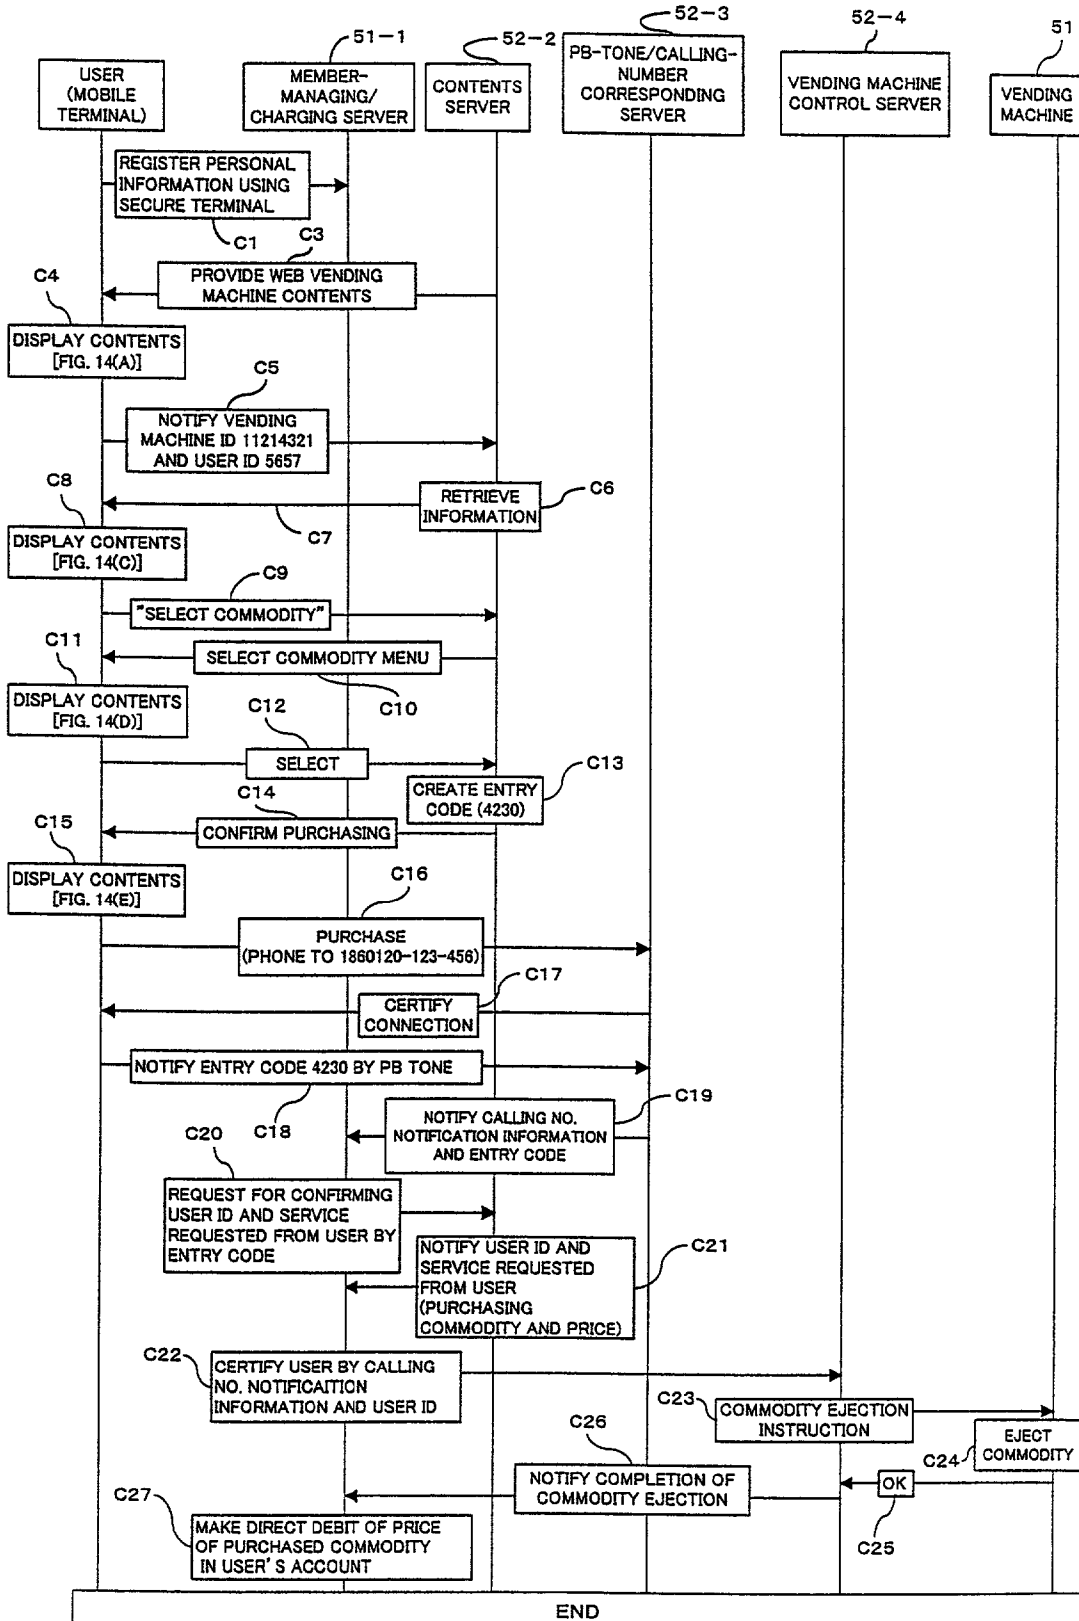 51-1
52-2
52-3
52-4
51
USER
(MOBILE
TERMINAL)
MEMBER-
MANAGING/
CHARGING SERVER
CONTENTS
SERVER
PB-TONE/CALLING-
NUMBER
CORRESPONDING
SERVER
VENDING MACHINE
CONTROL SERVER
VENDING
MACHINE
REGISTER PERSONAL
INFORMATION USING
SECURE TERMINAL
C1
C3
PROVIDE WEB VENDING
MACHINE CONTENTS
C4
DISPLAY CONTENTS
[FIG. 14(A)]
C5
NOTIFY VENDING
MACHINE ID 11214321
AND USER ID 5657
RETRIEVE
INFORMATION
C6
C7
C8
DISPLAY CONTENTS
[FIG. 14(C)]
C9
"SELECT COMMODITY"
SELECT COMMODITY MENU
C10
C11
DISPLAY CONTENTS
[FIG. 14(D)]
C12
SELECT
C13
CREATE ENTRY
CODE (4230)
C14
CONFIRM PURCHASING
C15
DISPLAY CONTENTS
[FIG. 14(E)]
C16
PURCHASE
(PHONE TO 1860120-123-456)
C17
CERTIFY
CONNECTION
NOTIFY ENTRY CODE 4230 BY PB TONE
C18
C19
NOTIFY CALLING NO.
NOTIFICATION INFORMATION
AND ENTRY CODE
C20
REQUEST FOR CONFIRMING
USER ID AND SERVICE
REQUESTED FROM USER BY
ENTRY CODE
C21
NOTIFY USER ID AND
SERVICE REQUESTED
FROM USER
(PURCHASING
COMMODITY AND PRICE)
C22
CERTIFY USER BY CALLING
NO. NOTIFICAITION
INFORMATION AND USER ID
C23
COMMODITY EJECTION
INSTRUCTION
C24
EJECT
COMMODITY
OK
C25
C26
NOTIFY COMPLETION OF
COMMODITY EJECTION
C27
MAKE DIRECT DEBIT OF PRICE
OF PURCHASED COMMODITY
IN USER'S ACCOUNT
END